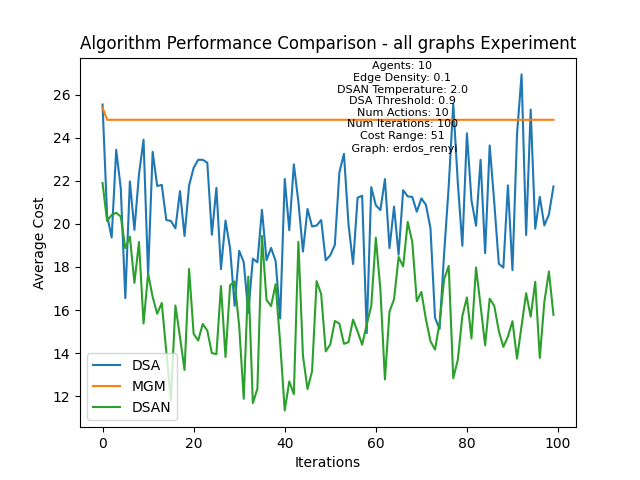 Algorithm Performance Comparison - all graphs Experiment
Agents: 10
Edge Density: 0.1
DSAN Temperature: 2.0
DSA Threshold: 0.9
Num Actions: 10
Num Iterations: 100
Cost Range: 51
Graph: erdos_renyi
26
24
22
20
18
16
14
12
Average Cost
DSA
MGM
DSAN
0
20
40
60
80
100
Iterations